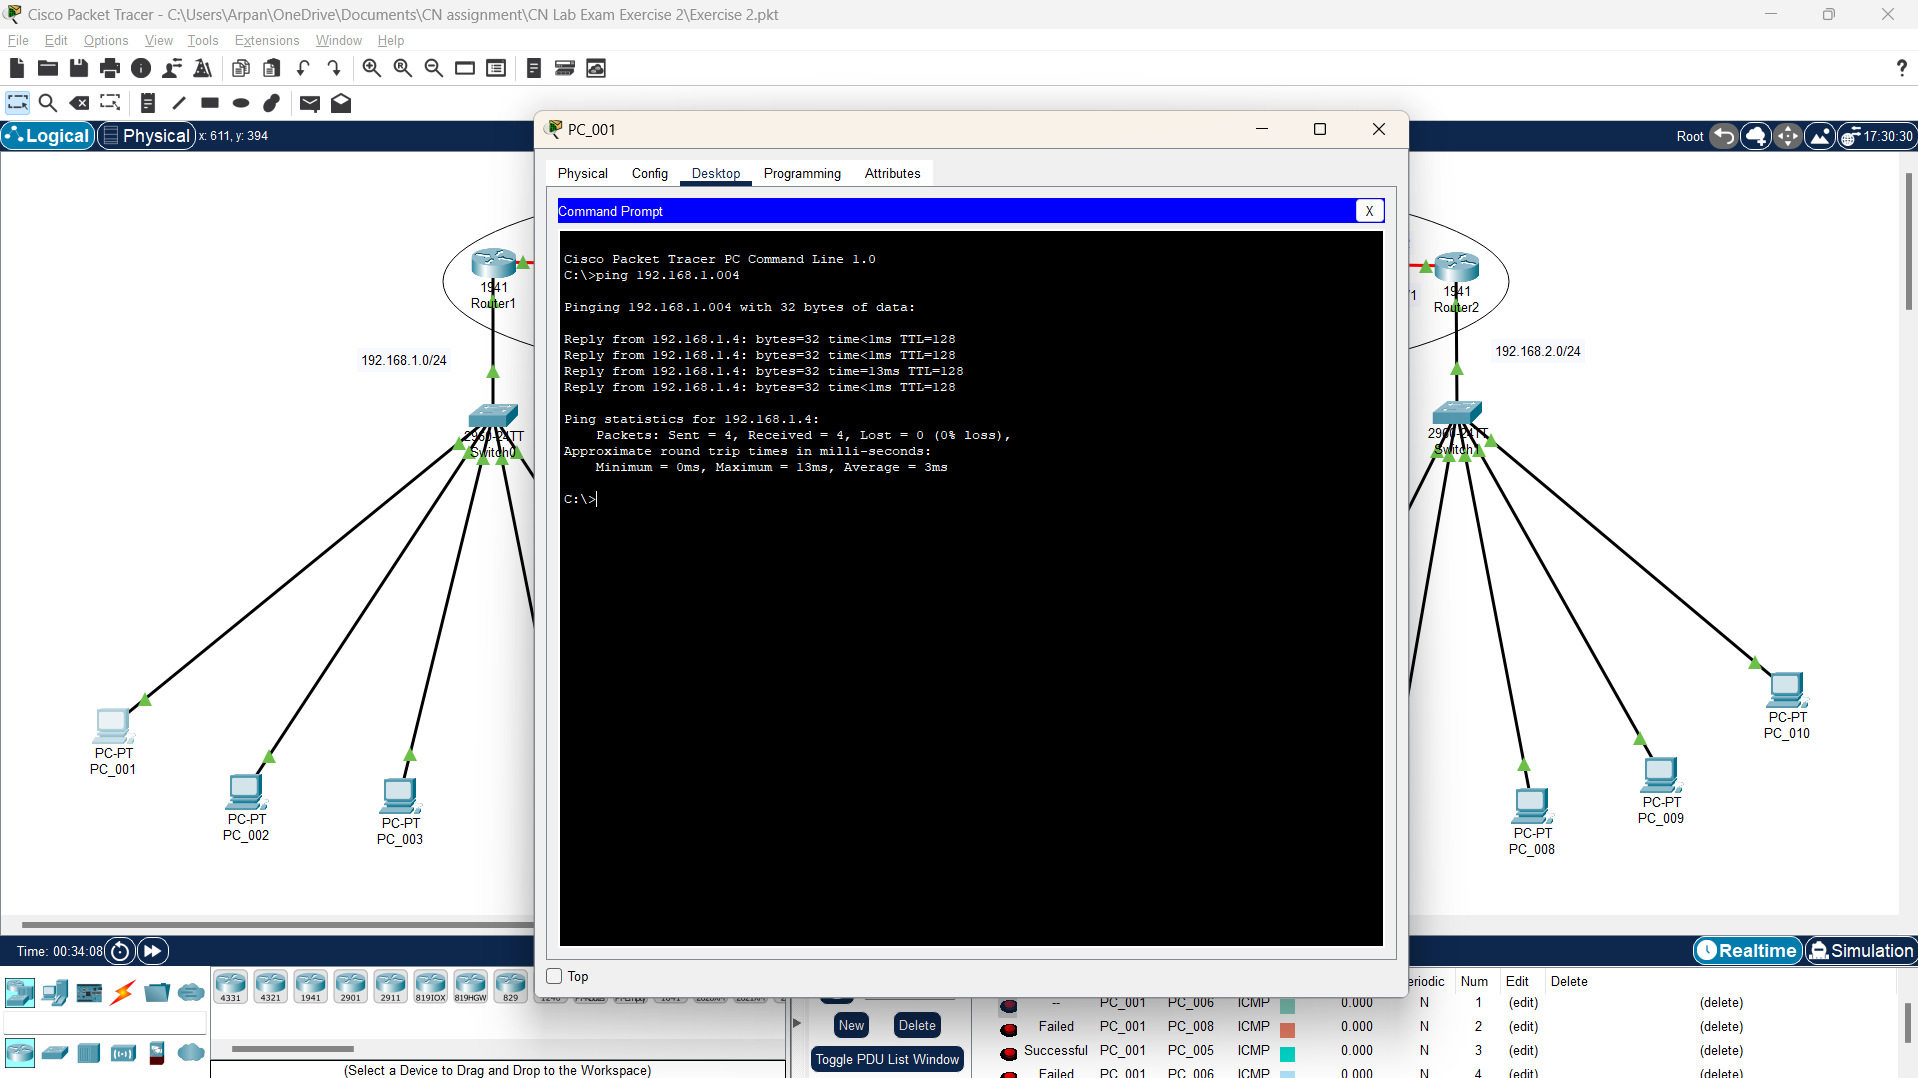 Cisco Packet Tracer - C:\Users\Arpan\OneDrive\Documents\CN assignment\CN Lab Exam Exercise 2\Exercise 2.pkt
File Edit Options View Tools Extensions Window Help
Logical Physical x: 611, y: 394
Root 17:30:30
PC_001
Physical Config Desktop Programming Attributes
Command Prompt
X
Cisco Packet Tracer PC Command Line 1.0
C:\>ping 192.168.1.004
Pinging 192.168.1.004 with 32 bytes of data:
Reply from 192.168.1.4: bytes=32 time<1ms TTL=128
Reply from 192.168.1.4: bytes=32 time<1ms TTL=128
Reply from 192.168.1.4: bytes=32 time=13ms TTL=128
Reply from 192.168.1.4: bytes=32 time<1ms TTL=128
Ping statistics for 192.168.1.4:
Packets: Sent = 4, Received = 4, Lost = 0 (0% loss),
Approximate round trip times in milli-seconds:
Minimum = 0ms, Maximum = 13ms, Average = 3ms
C:\>
Top
1941
Router1
192.168.1.0/24
2960-24TT
Switch0
PC-PT
PC_001
PC-PT
PC_002
PC-PT
PC_003
1941
Router2
192.168.2.0/24
2960-24TT
Switch1
PC-PT
PC_008
PC-PT
PC_009
PC-PT
PC_010
Time: 00:34:08
Realtime Simulation
4331 4321 1941 2901 2911 819IOX 819HGW 829
(Select a Device to Drag and Drop to the Workspace)
New Delete
Toggle PDU List Window
eriodic Num Edit Delete
-- PC_001 PC_006 ICMP 0.000 N 1 (edit) (delete)
Failed PC_001 PC_008 ICMP 0.000 N 2 (edit) (delete)
Successful PC_001 PC_005 ICMP 0.000 N 3 (edit) (delete)
Failed PC_001 PC_006 ICMP 0.000 N 4 (edit) (delete)